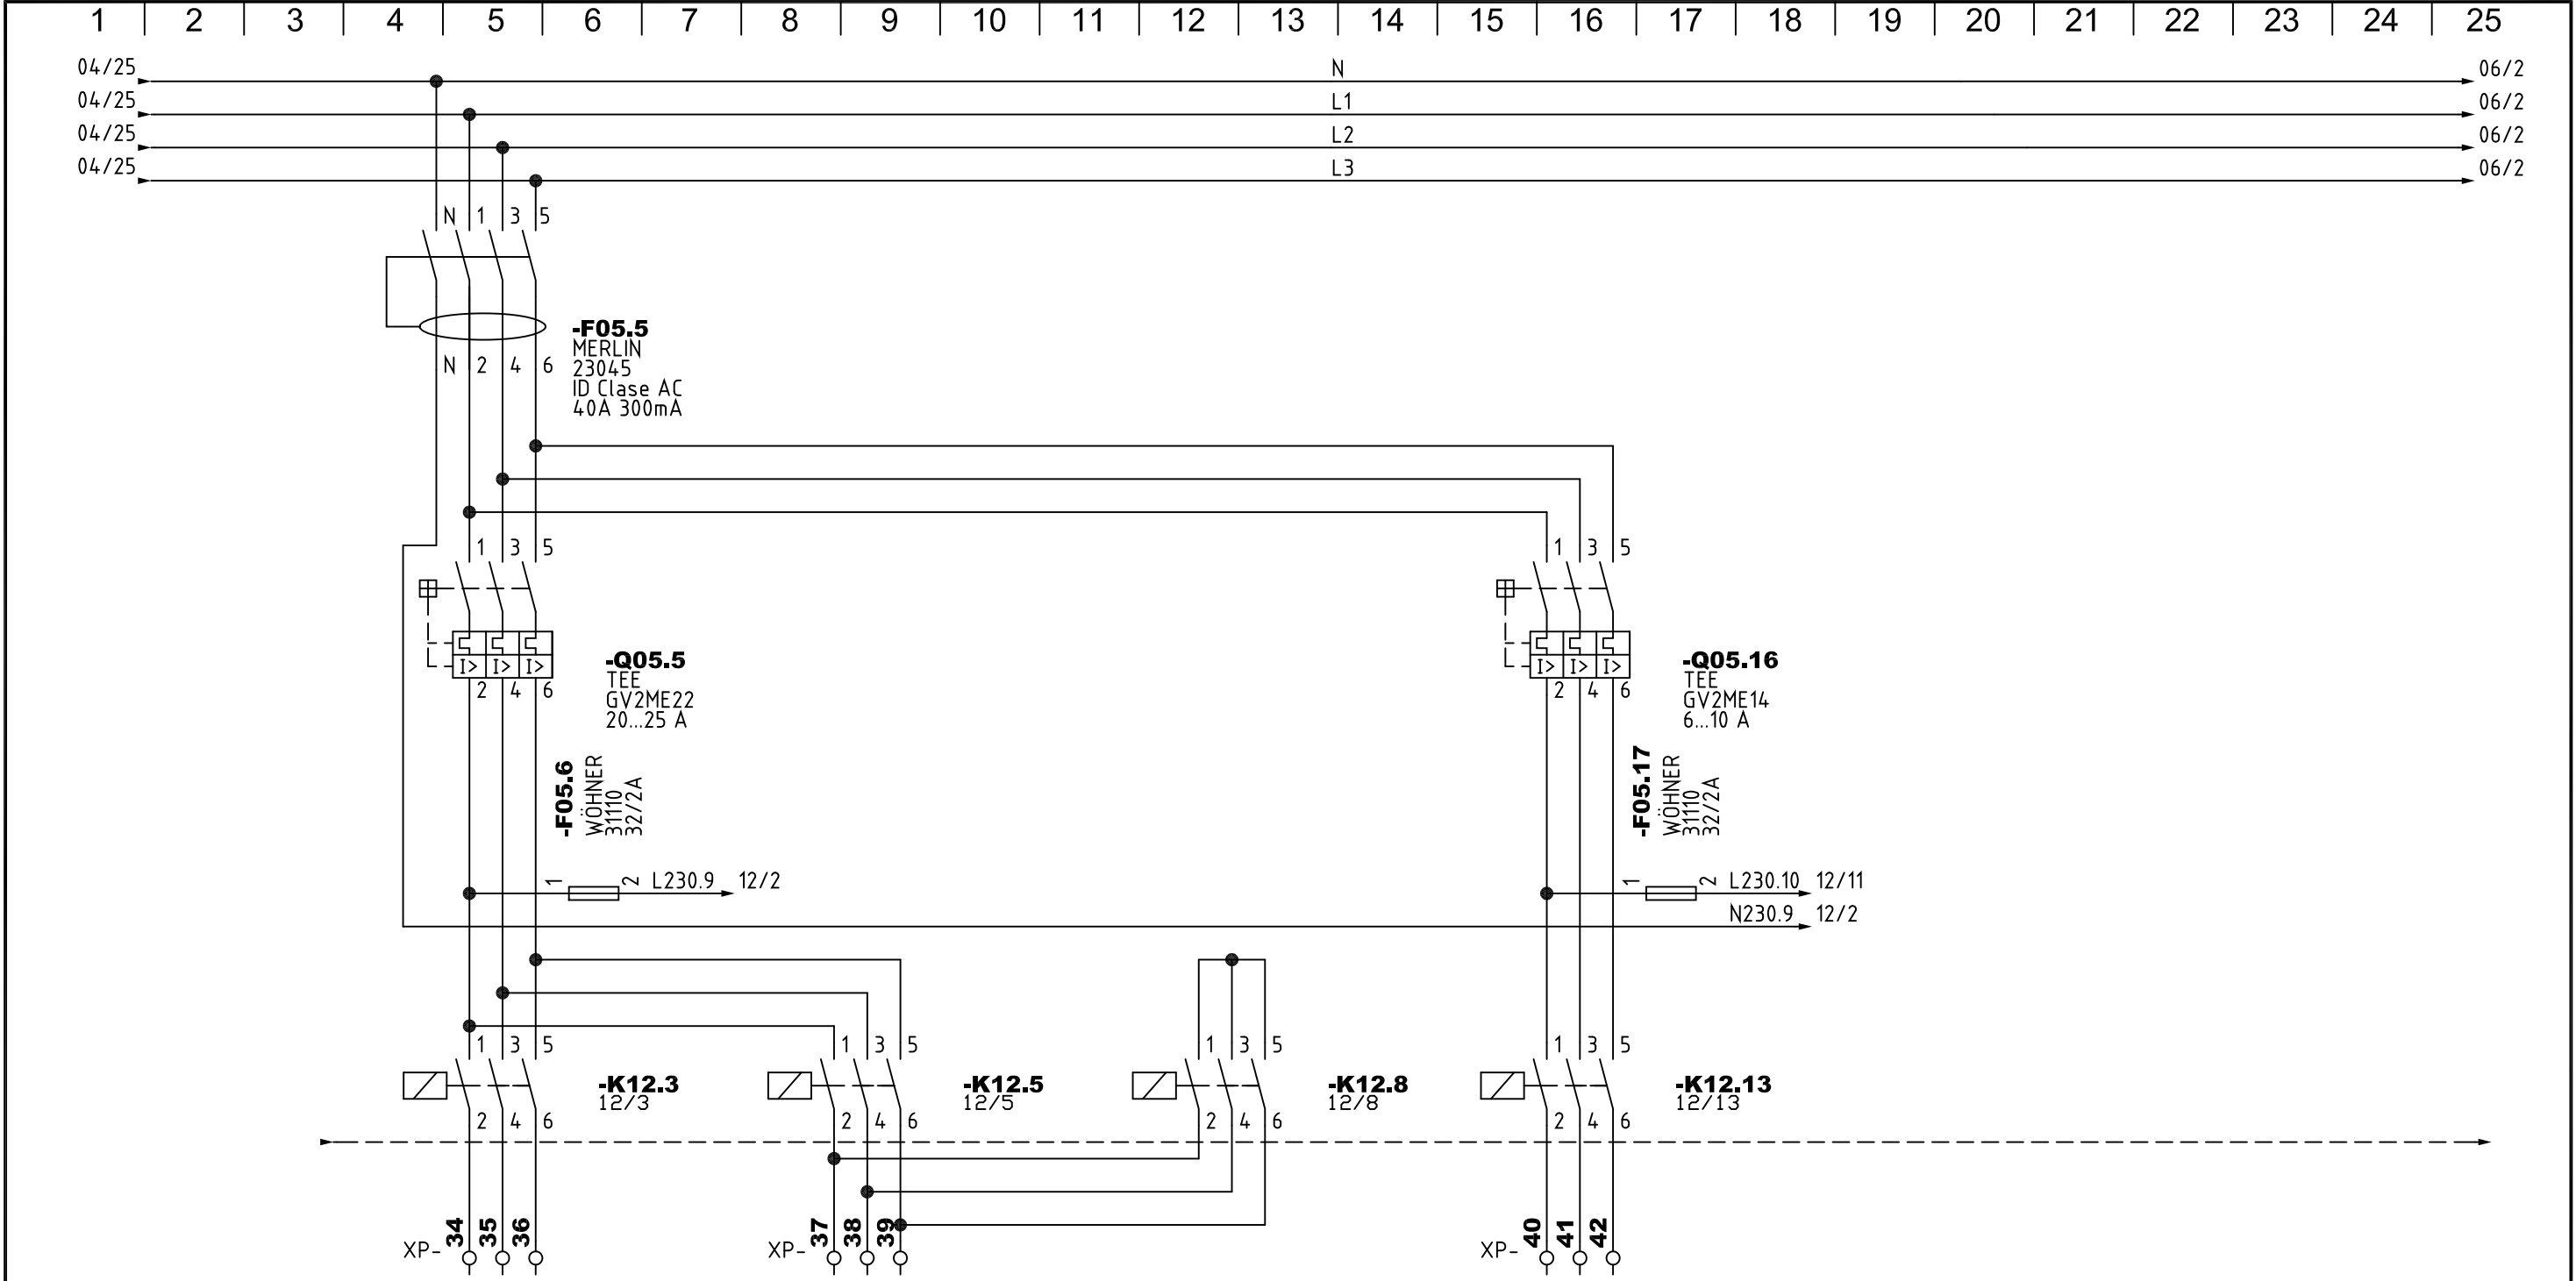 1 2 3 4 5 6 7 8 9 10 11 12 13 14 15 16 17 18 19 20 21 22 23 24 25
04/25 N 06/2
04/25 L1 06/2
04/25 L2 06/2
04/25 L3 06/2
N 1 3 5
-F05.5
MERLIN
23045
ID Clase AC
40A 300mA
N 2 4 6
1 3 5
I> I> I>
2 4 6
-Q05.5
TEE
GV2ME22
20...25 A
1 3 5
I> I> I>
2 4 6
-Q05.16
TEE
GV2ME14
6...10 A
-F05.6
WÖHNER
31110
32/2A
1 2 L230.9 12/2
-F05.17
WÖHNER
31110
32/2A
1 2 L230.10 12/11
N230.9 12/2
1 3 5
-K12.3
12/3
2 4 6
1 3 5
-K12.5
12/5
2 4 6
1 3 5
-K12.8
12/8
2 4 6
1 3 5
-K12.13
12/13
2 4 6
XP- 34 35 36
XP- 37 38 39
XP- 40 41 42